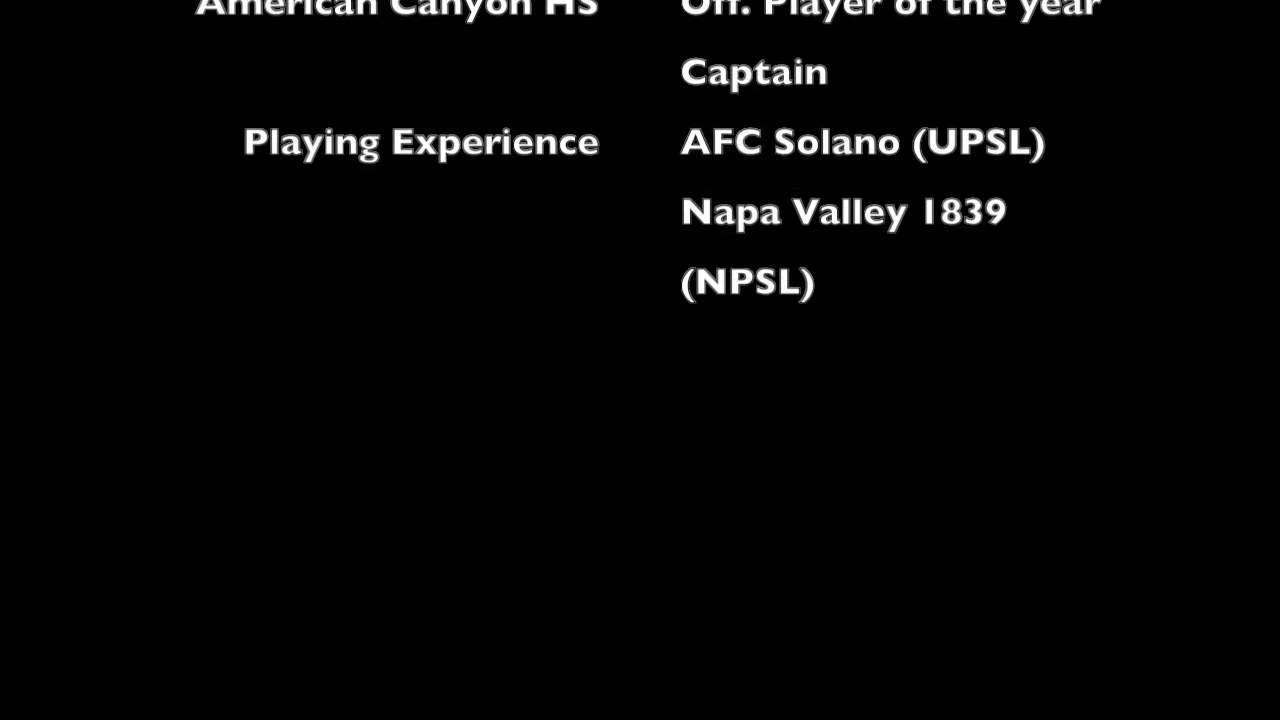 American Canyon HS Off. Player of the year
Captain
Playing Experience AFC Solano (UPSL)
Napa Valley 1839
(NPSL)